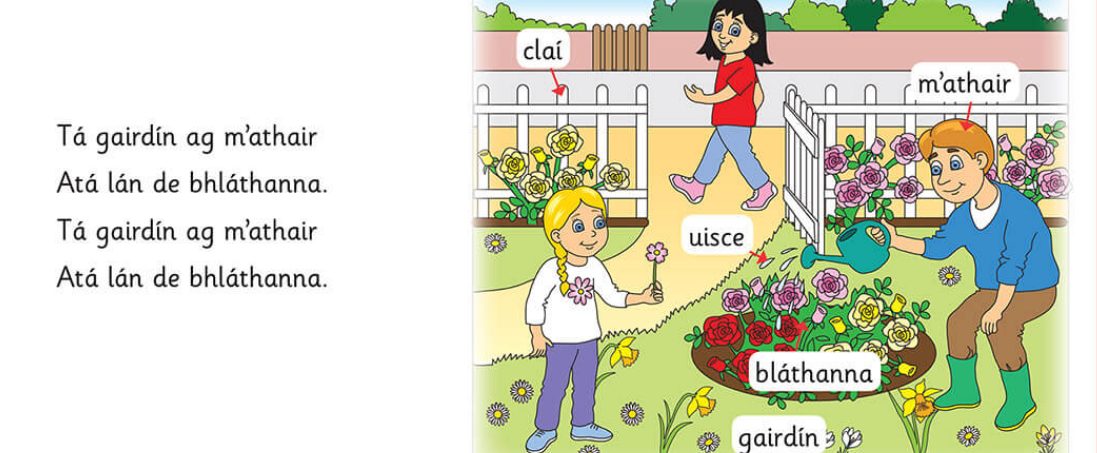 Tá gairdín ag m'athair
Atá lán de bhláthanna.
Tá gairdín ag m'athair
Atá lán de bhláthanna.
claí
m'athair
uisce
bláthanna
gairdín